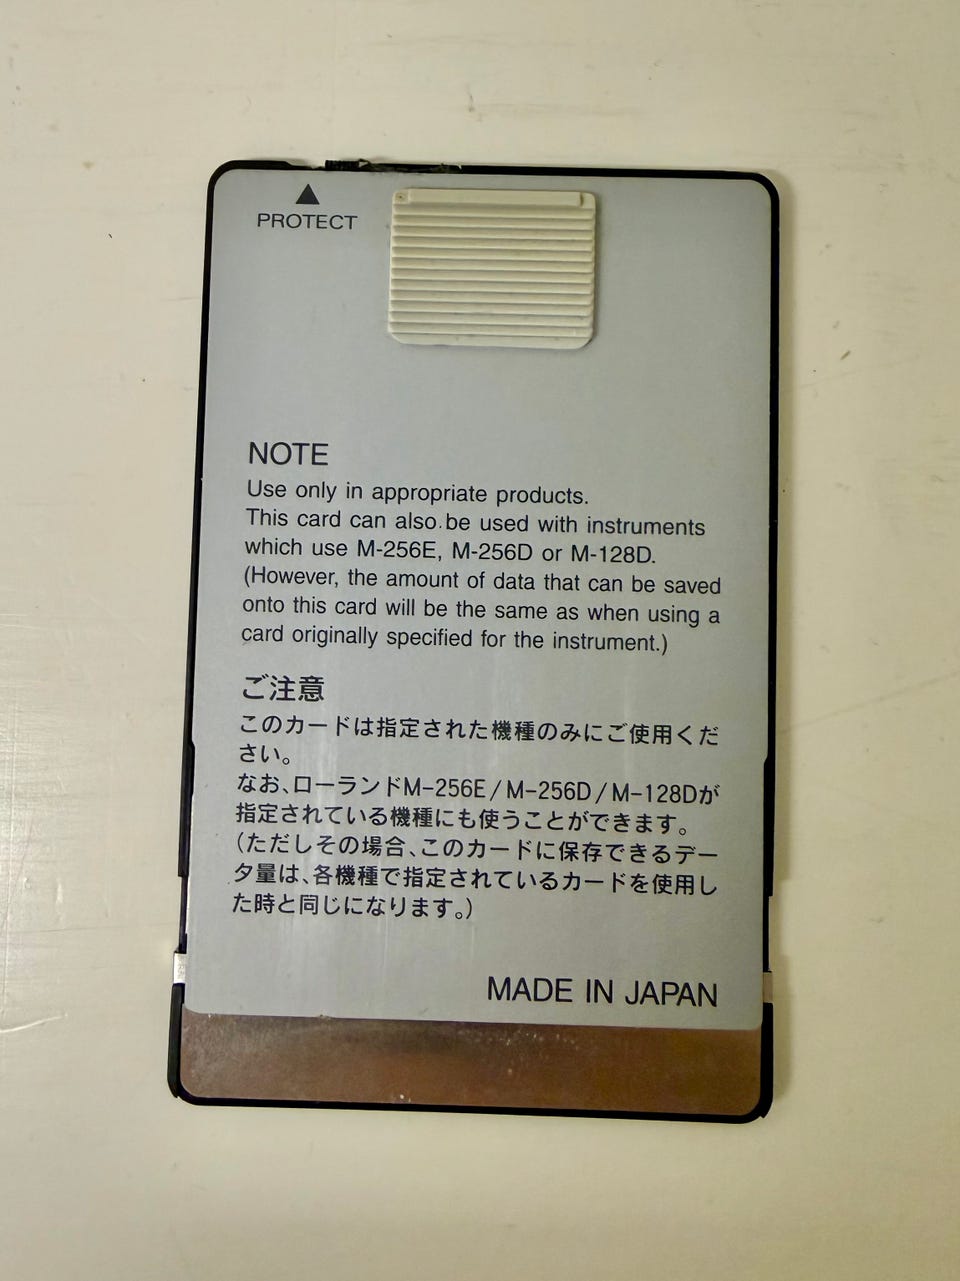 ▲
PROTECT
NOTE
Use only in appropriate products.
This card can also be used with instruments
which use M-256E, M-256D or M-128D.
(However, the amount of data that can be saved
onto this card will be the same as when using a
card originally specified for the instrument.)
ご注意
このカードは指定された機種のみにご使用くだ
さい。
なお、ローランドM-256E/M-256D/M-128Dが
指定されている機種にも使うことができます。
(ただしその場合、このカードに保存できるデー
タ量は、各機種で指定されているカードを使用し
た時と同じになります。)
MADE IN JAPAN